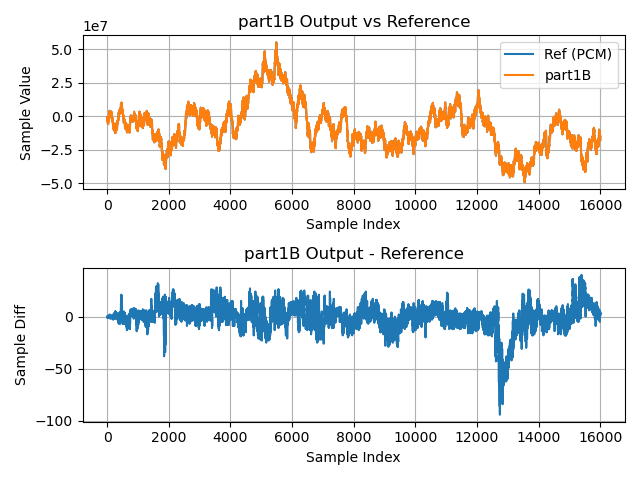 part1B Output vs Reference
1e7
5.0
2.5
0.0
−2.5
−5.0
Sample Value
Ref (PCM)
part1B
0 2000 4000 6000 8000 10000 12000 14000 16000
Sample Index
part1B Output - Reference
0
−50
−100
Sample Diff
0 2000 4000 6000 8000 10000 12000 14000 16000
Sample Index